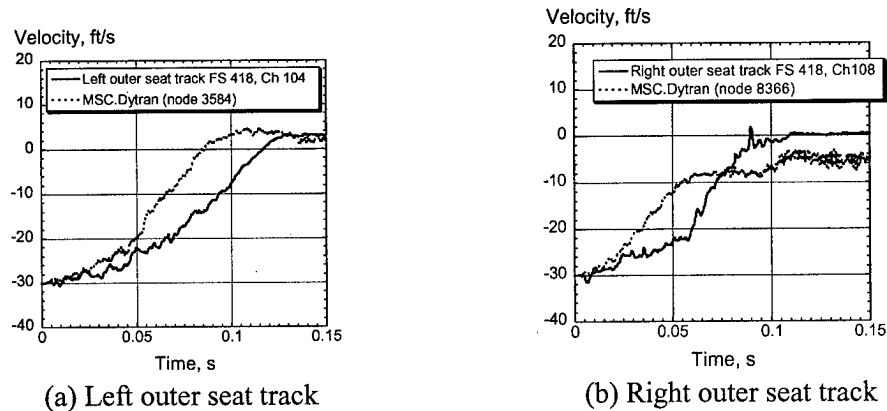 Velocity, ft/s
20
Left outer seat track FS 418, Ch 104
MSC.Dytran (node 3584)
10
0
-10
-20
-30
-40
0
0.05
0.1
0.15
Time, s
(a) Left outer seat track
Velocity, ft/s
20
Right outer seat track FS 418, Ch108
MSC.Dytran (node 8366)
10
0
-10
-20
-30
-40
0
0.05
0.1
0.15
Time, s
(b) Right outer seat track